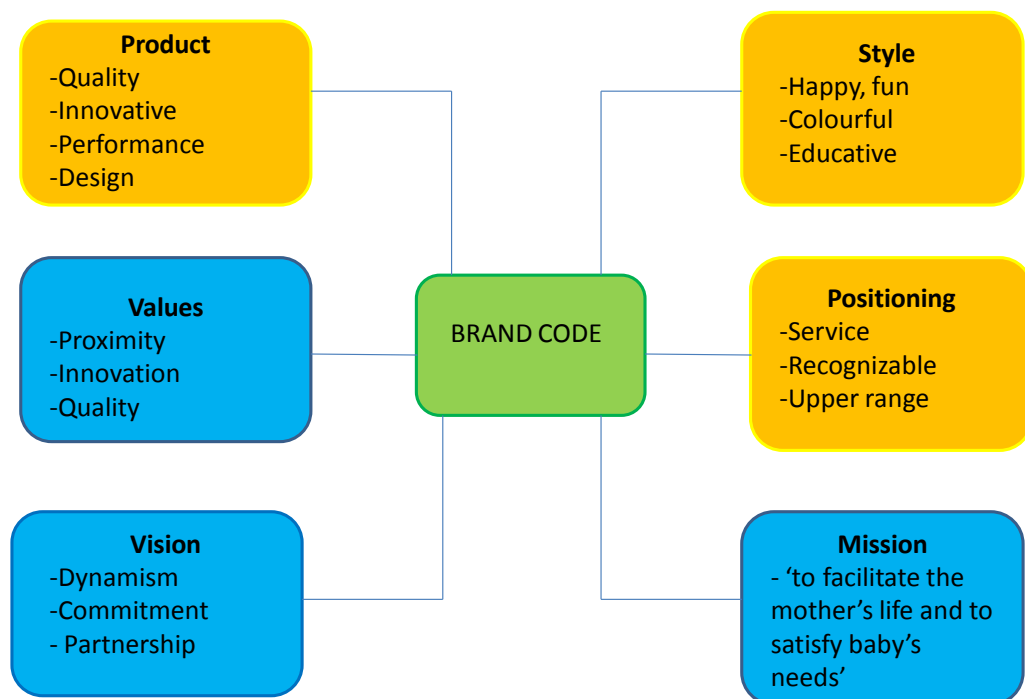 Product
-Quality
-Innovative
-Performance
-Design
Style
-Happy, fun
-Colourful
-Educative
Values
-Proximity
-Innovation
-Quality
BRAND CODE
Positioning
-Service
-Recognizable
-Upper range
Vision
-Dynamism
-Commitment
- Partnership
Mission
- ‘to facilitate the
mother’s life and to
satisfy baby’s
needs’